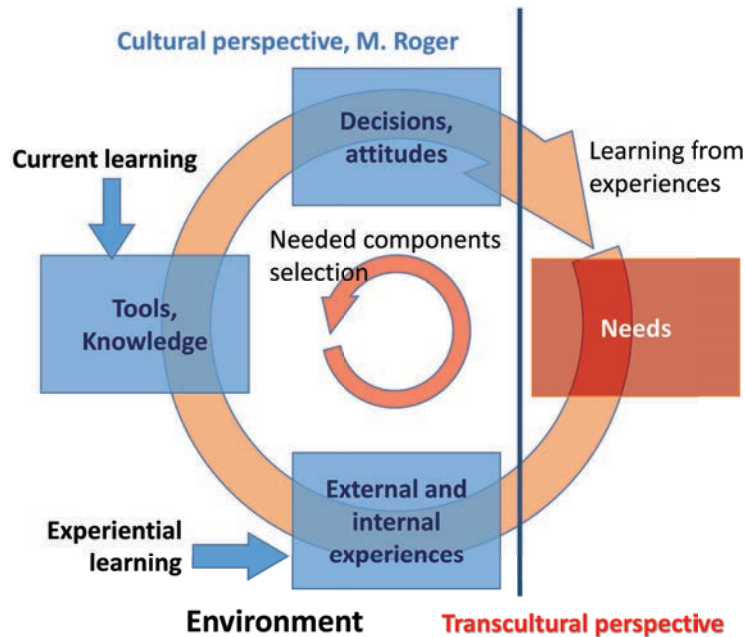 Cultural perspective, M. Roger
Decisions,
attitudes
Current learning
Learning from
experiences
Needed components
selection
Tools,
Knowledge
Needs
External and
internal
experiences
Experiential
learning
Environment
Transcultural perspective